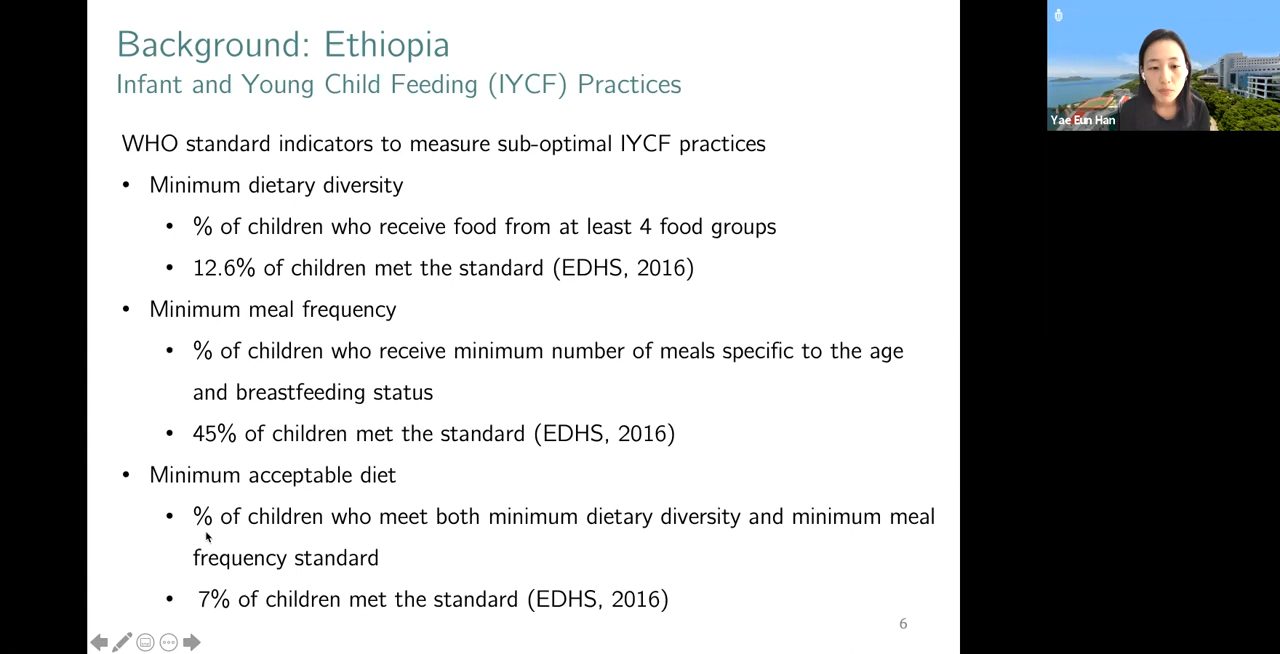 Background: Ethiopia
Infant and Young Child Feeding (IYCF) Practices
WHO standard indicators to measure sub-optimal IYCF practices
• Minimum dietary diversity
• % of children who receive food from at least 4 food groups
• 12.6% of children met the standard (EDHS, 2016)
• Minimum meal frequency
• % of children who receive minimum number of meals specific to the age
and breastfeeding status
• 45% of children met the standard (EDHS, 2016)
• Minimum acceptable diet
• % of children who meet both minimum dietary diversity and minimum meal
frequency standard
• 7% of children met the standard (EDHS, 2016)
6
Yae Eun Han